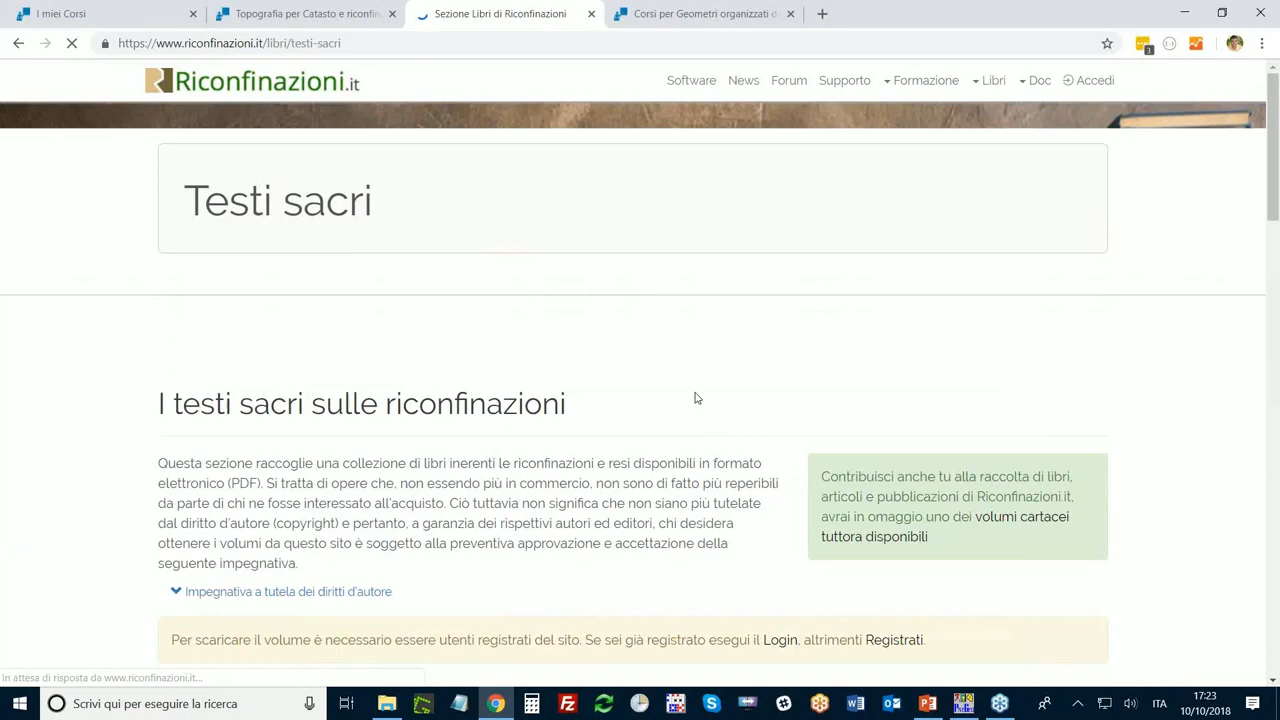 I miei Corsi
Topografia per Catasto e riconfin
Sezione Libri di Riconfinazioni
Corsi per Geometri organizzati d
https://www.riconfinazioni.it/libri/testi-sacri
3
Riconfinazioni.it
Software News Forum Supporto Formazione Libri Doc Accedi
Testi sacri
I testi sacri sulle riconfinazioni
Questa sezione raccoglie una collezione di libri inerenti le riconfinazioni e resi disponibili in formato
elettronico (PDF). Si tratta di opere che, non essendo più in commercio, non sono di fatto più reperibili
da parte di chi ne fosse interessato all'acquisto. Ciò tuttavia non significa che non siano più tutelate
dal diritto d'autore (copyright) e pertanto, a garanzia dei rispettivi autori ed editori, chi desidera
ottenere i volumi da questo sito è soggetto alla preventiva approvazione e accettazione della
seguente impegnativa.
Contribuisci anche tu alla raccolta di libri,
articoli e pubblicazioni di Riconfinazioni.it,
avrai in omaggio uno dei volumi cartacei
tuttora disponibili
Impegnativa a tutela dei diritti d'autore
Per scaricare il volume è necessario essere utenti registrati del sito. Se sei già registrato esegui il Login, altrimenti Registrati.
In attesa di risposta da www.riconfinazioni.it...
Scrivi qui per eseguire la ricerca
ITA
17:23
10/10/2018